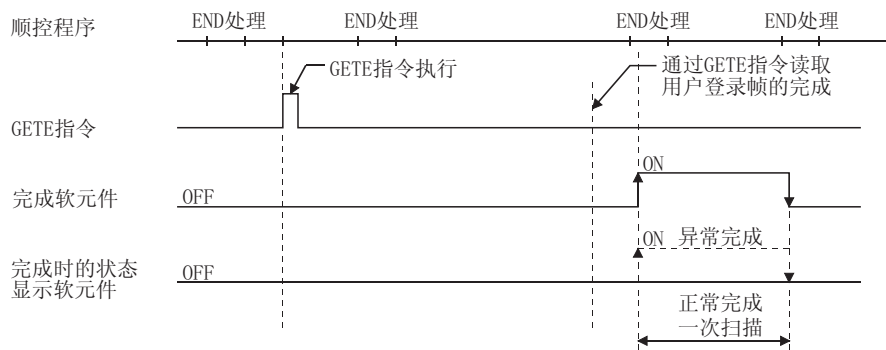 顺控程序
END处理
END处理
END处理
END处理
GETE指令执行
通过GETE指令读取
用户登录帧的完成
GETE指令
完成软元件
OFF
ON
完成时的状态
显示软元件
OFF
ON 异常完成
正常完成
一次扫描